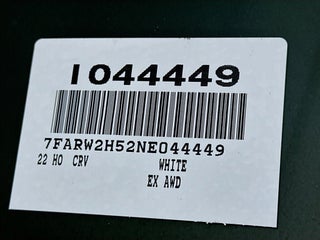 I044449
7FARW2H52NE044449
22 HO CRV WHITE
EX AWD